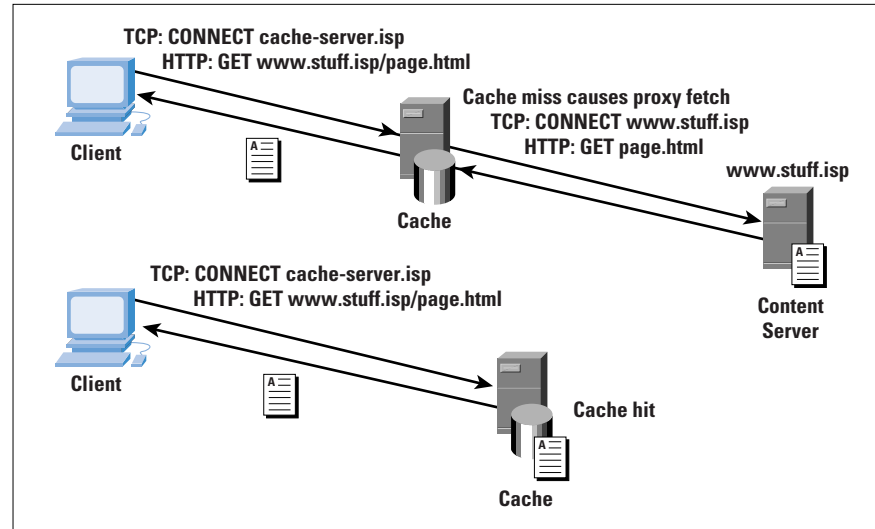 TCP: CONNECT cache-server.isp
HTTP: GET www.stuff.isp/page.html
Cache miss causes proxy fetch
TCP: CONNECT www.stuff.isp
HTTP: GET page.html
www.stuff.isp
Client
A
Cache
A
Content
Server
TCP: CONNECT cache-server.isp
HTTP: GET www.stuff.isp/page.html
Client
A
Cache hit
A
Cache